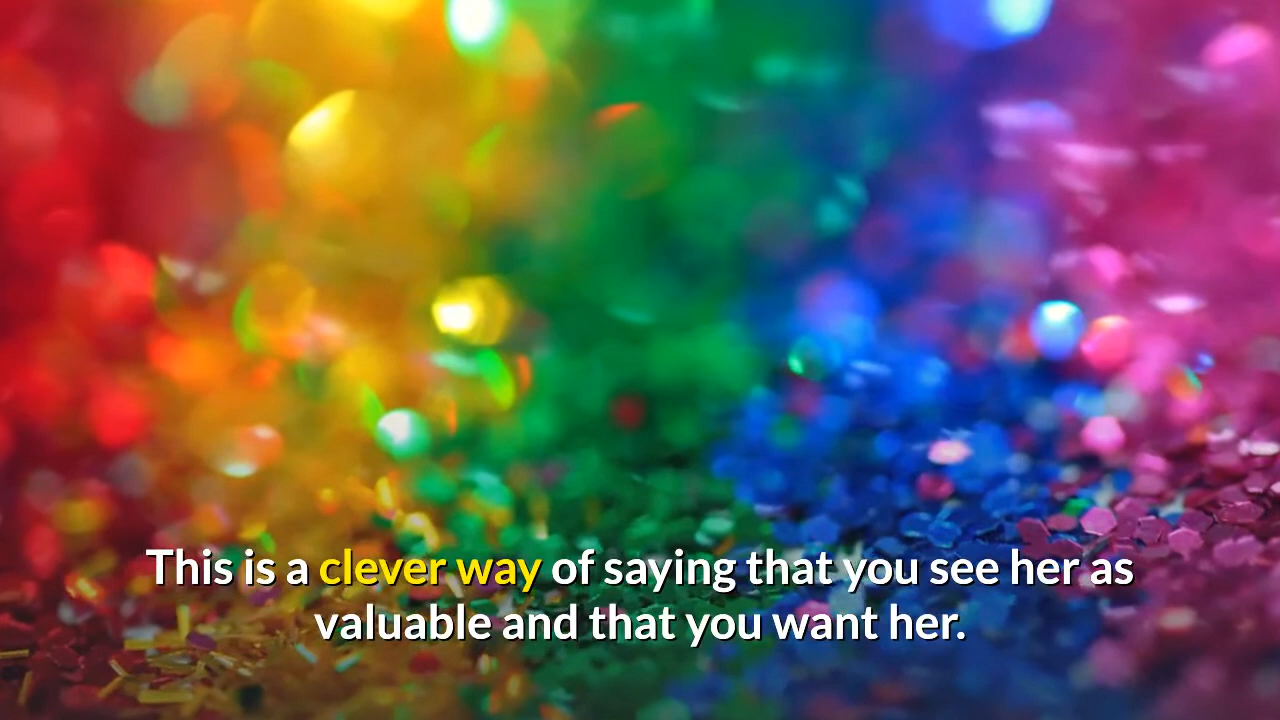 This is a clever way of saying that you see her as
valuable and that you want her.